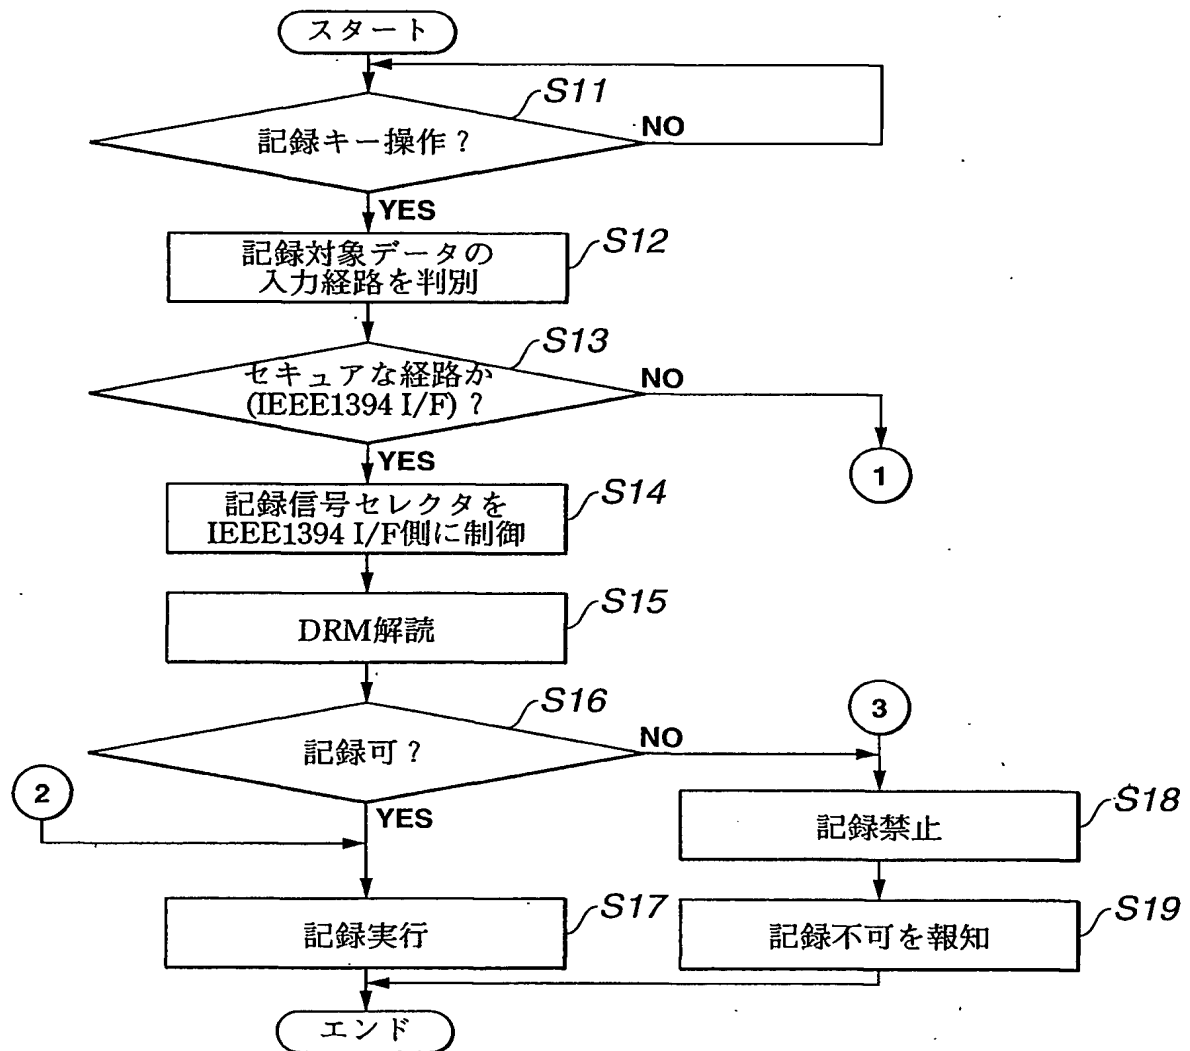 スタート
S11
記録キー操作？
NO
YES
S12
記録対象データの
入力経路を判別
S13
セキュアな経路か
(IEEE1394 I/F)？
NO
YES
1
S14
記録信号セレクタを
IEEE1394 I/F側に制御
S15
DRM解読
S16
記録可？
NO
3
2
YES
S18
記録禁止
S17
記録実行
S19
記録不可を報知
エンド